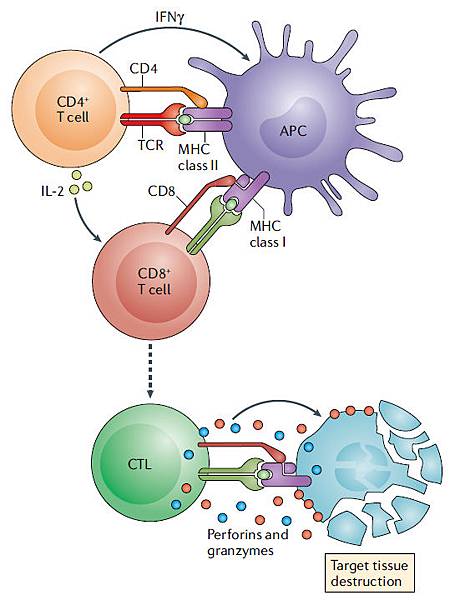 IFNγ
CD4
CD4⁺
T cell
APC
TCR
MHC
class II
IL-2
CD8
MHC
class I
CD8⁺
T cell
CTL
Perforins and
granzymes
Target tissue
destruction